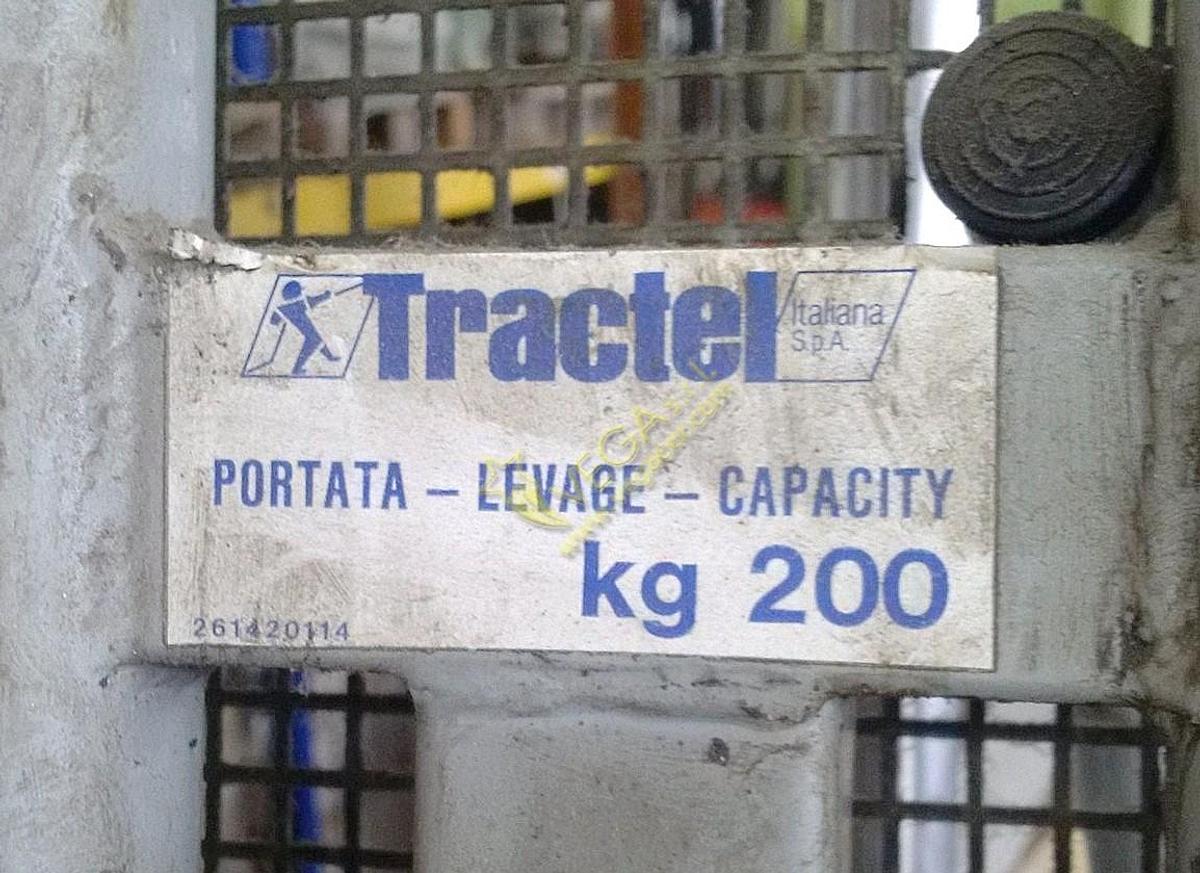 Tractel
Italiana
S.p.A.
PORTATA – LEVAGE – CAPACITY
kg 200
261420114